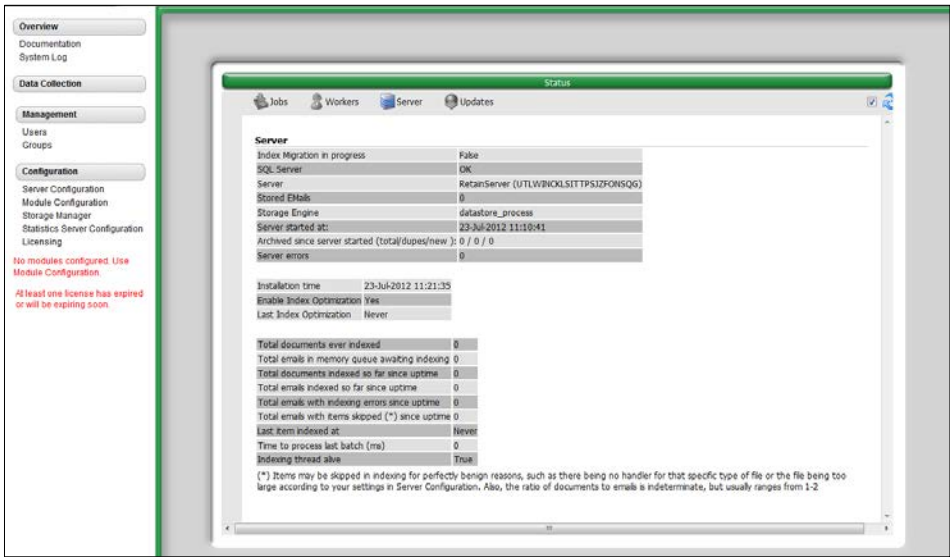 Overview
Documentation
System Log
Data Collection
Management
Users
Groups
Configuration
Server Configuration
Module Configuration
Storage Manager
Statistics Server Configuration
Licensing
No modules configured. Use
Module Configuration.
At least one license has expired
or will be expiring soon.
Status
Jobs Workers Server Updates
Server
Index Migration in progress False
SQL Server OK
Server RetainServer (UTLWINCKLSITTPSJZFONSQG)
Stored EMails 0
Storage Engine datastore_process
Server started at: 23-Jul-2012 11:10:41
Archived since server started (total/dupes/new ): 0 / 0 / 0
Server errors 0
Installation time 23-Jul-2012 11:21:35
Enable Index Optimization Yes
Last Index Optimization Never
Total documents ever indexed 0
Total emails in memory queue awaiting indexing 0
Total documents indexed so far since uptime 0
Total emails indexed so far since uptime 0
Total emails with indexing errors since uptime 0
Total emails with items skipped (*) since uptime 0
Last item indexed at Never
Time to process last batch (ms) 0
Indexing thread alive True
(*) Items may be skipped in indexing for perfectly benign reasons, such as there being no handler for that specific type of file or the file being too
large according to your settings in Server Configuration. Also, the ratio of documents to emails is indeterminate, but usually ranges from 1-2